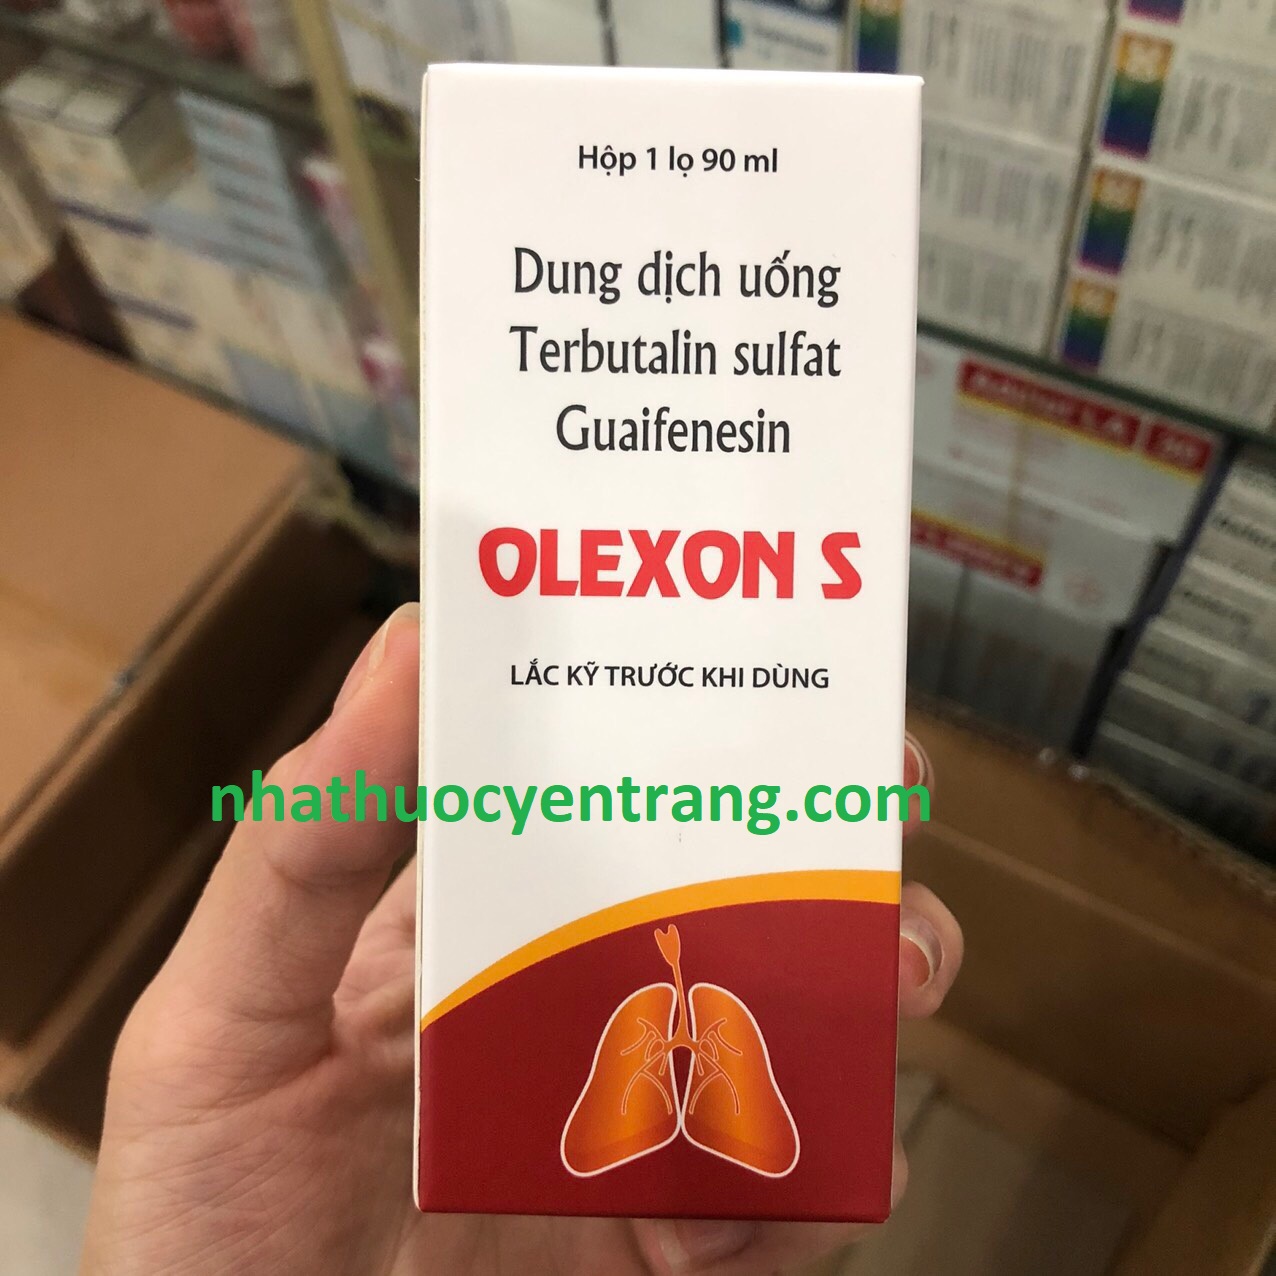 Hộp 1 lọ 90 ml
Dung dịch uống
Terbutalin sulfat
Guaifenesin
OLEXON S
LẮC KỸ TRƯỚC KHI DÙNG
nhathuocyentrang.com